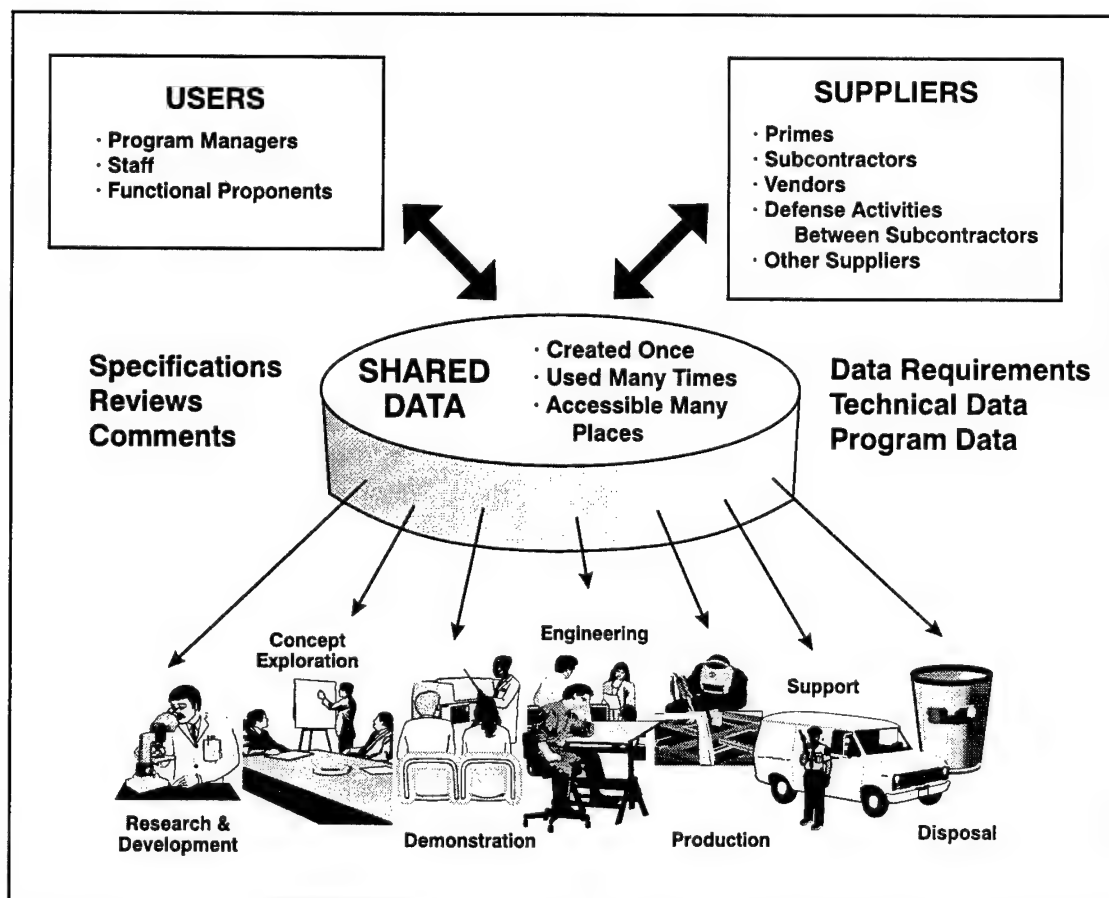 USERS
· Program Managers
· Staff
· Functional Proponents
SUPPLIERS
· Primes
· Subcontractors
· Vendors
· Defense Activities
Between Subcontractors
· Other Suppliers
Specifications
Reviews
Comments
SHARED
DATA
· Created Once
· Used Many Times
· Accessible Many
Places
Data Requirements
Technical Data
Program Data
Concept
Exploration
Engineering
Support
Research &
Development
Demonstration
Production
Disposal